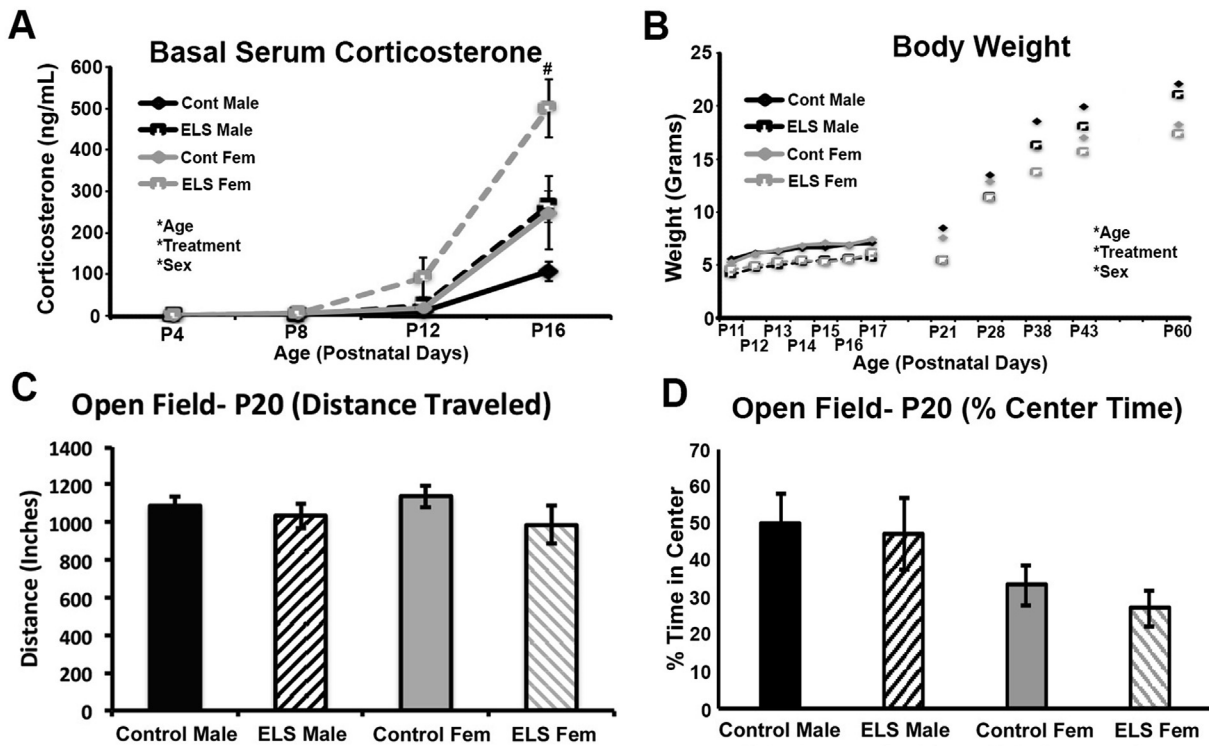 A
Basal Serum Corticosterone
Corticosterone (ng/mL)
600
500
400
300
200
100
0
#
Cont Male
ELS Male
Cont Fem
ELS Fem
*Age
*Treatment
*Sex
P4 P8 P12 P16
Age (Postnatal Days)
B
Body Weight
Weight (Grams)
25
20
15
10
5
0
Cont Male
ELS Male
Cont Fem
ELS Fem
*Age
*Treatment
*Sex
P11 P13 P15 P17 P21 P28 P38 P43 P60
P12 P14 P16
Age (Postnatal Days)
C
Open Field- P20 (Distance Traveled)
Distance (Inches)
1400
1200
1000
800
600
400
200
0
Control Male ELS Male Control Fem ELS Fem
D
Open Field- P20 (% Center Time)
% Time in Center
70
60
50
40
30
20
10
0
Control Male ELS Male Control Fem ELS Fem